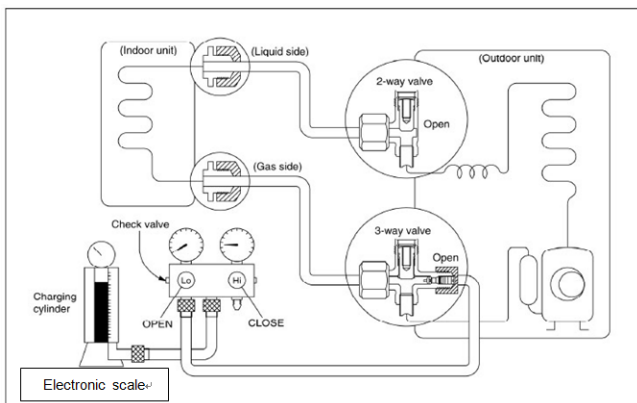 (Indoor unit)
(Liquid side)
2-way valve
(Outdoor unit)
Open
(Gas side)
3-way valve
Open
Check valve
Lo
Hi
Charging
cylinder
OPEN
CLOSE
Electronic scale↵